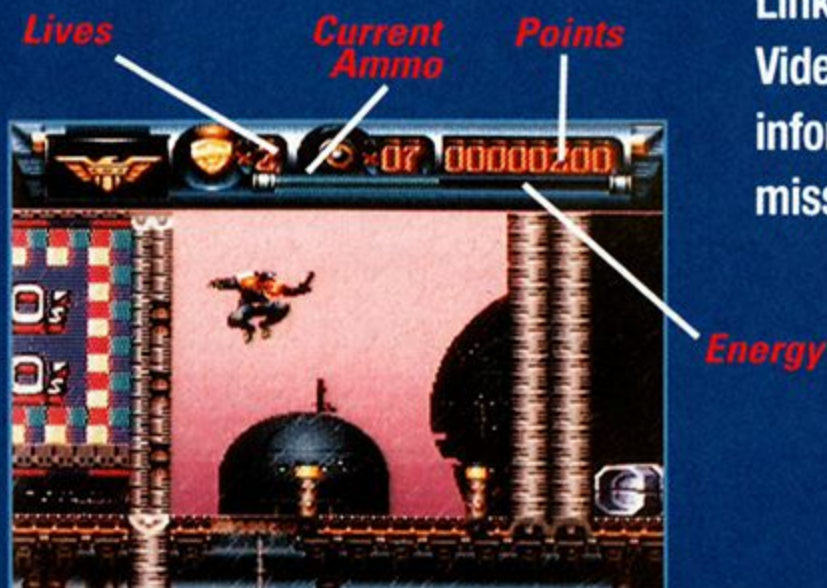 Lives
Current
Ammo
Points
Link
Vide
infor
miss
×2 ×07 00000200
Energy